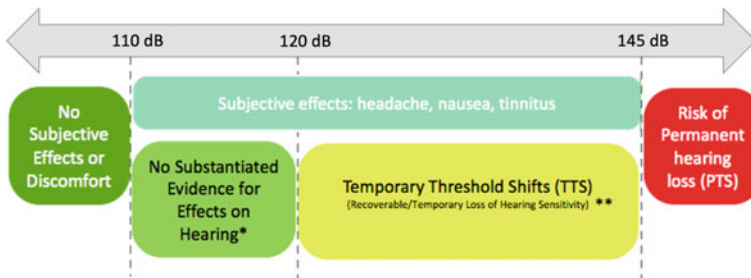 110 dB
120 dB
145 dB
No
Subjective
Effects or
Discomfort
Subjective effects: headache, nausea, tinnitus
No Substantiated
Evidence for
Effects on
Hearing*
Temporary Threshold Shifts (TTS)
(Recoverable/Temporary Loss of Hearing Sensitivity) **
Risk of
Permanent
hearing
loss (PTS)